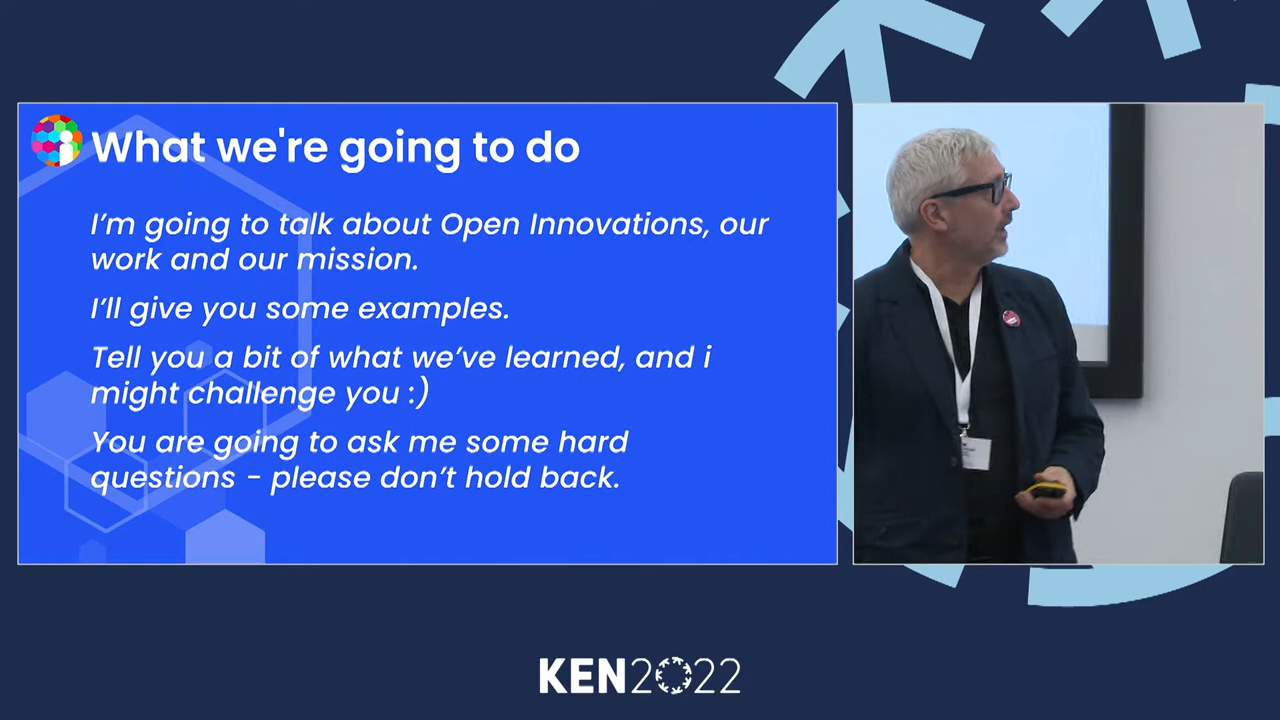 What we're going to do
I’m going to talk about Open Innovations, our
work and our mission.
I’ll give you some examples.
Tell you a bit of what we’ve learned, and i
might challenge you :)
You are going to ask me some hard
questions - please don’t hold back.
KEN2022